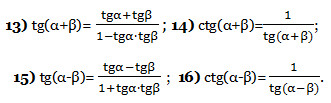 13) tg(α+β)= (tgα+tgβ)/(1−tgα·tgβ) ; 14) ctg(α+β)= 1/(tg(α+β));
15) tg(α-β)= (tgα−tgβ)/(1+tgα·tgβ) ; 16) ctg(α-β)= 1/(tg(α−β)).